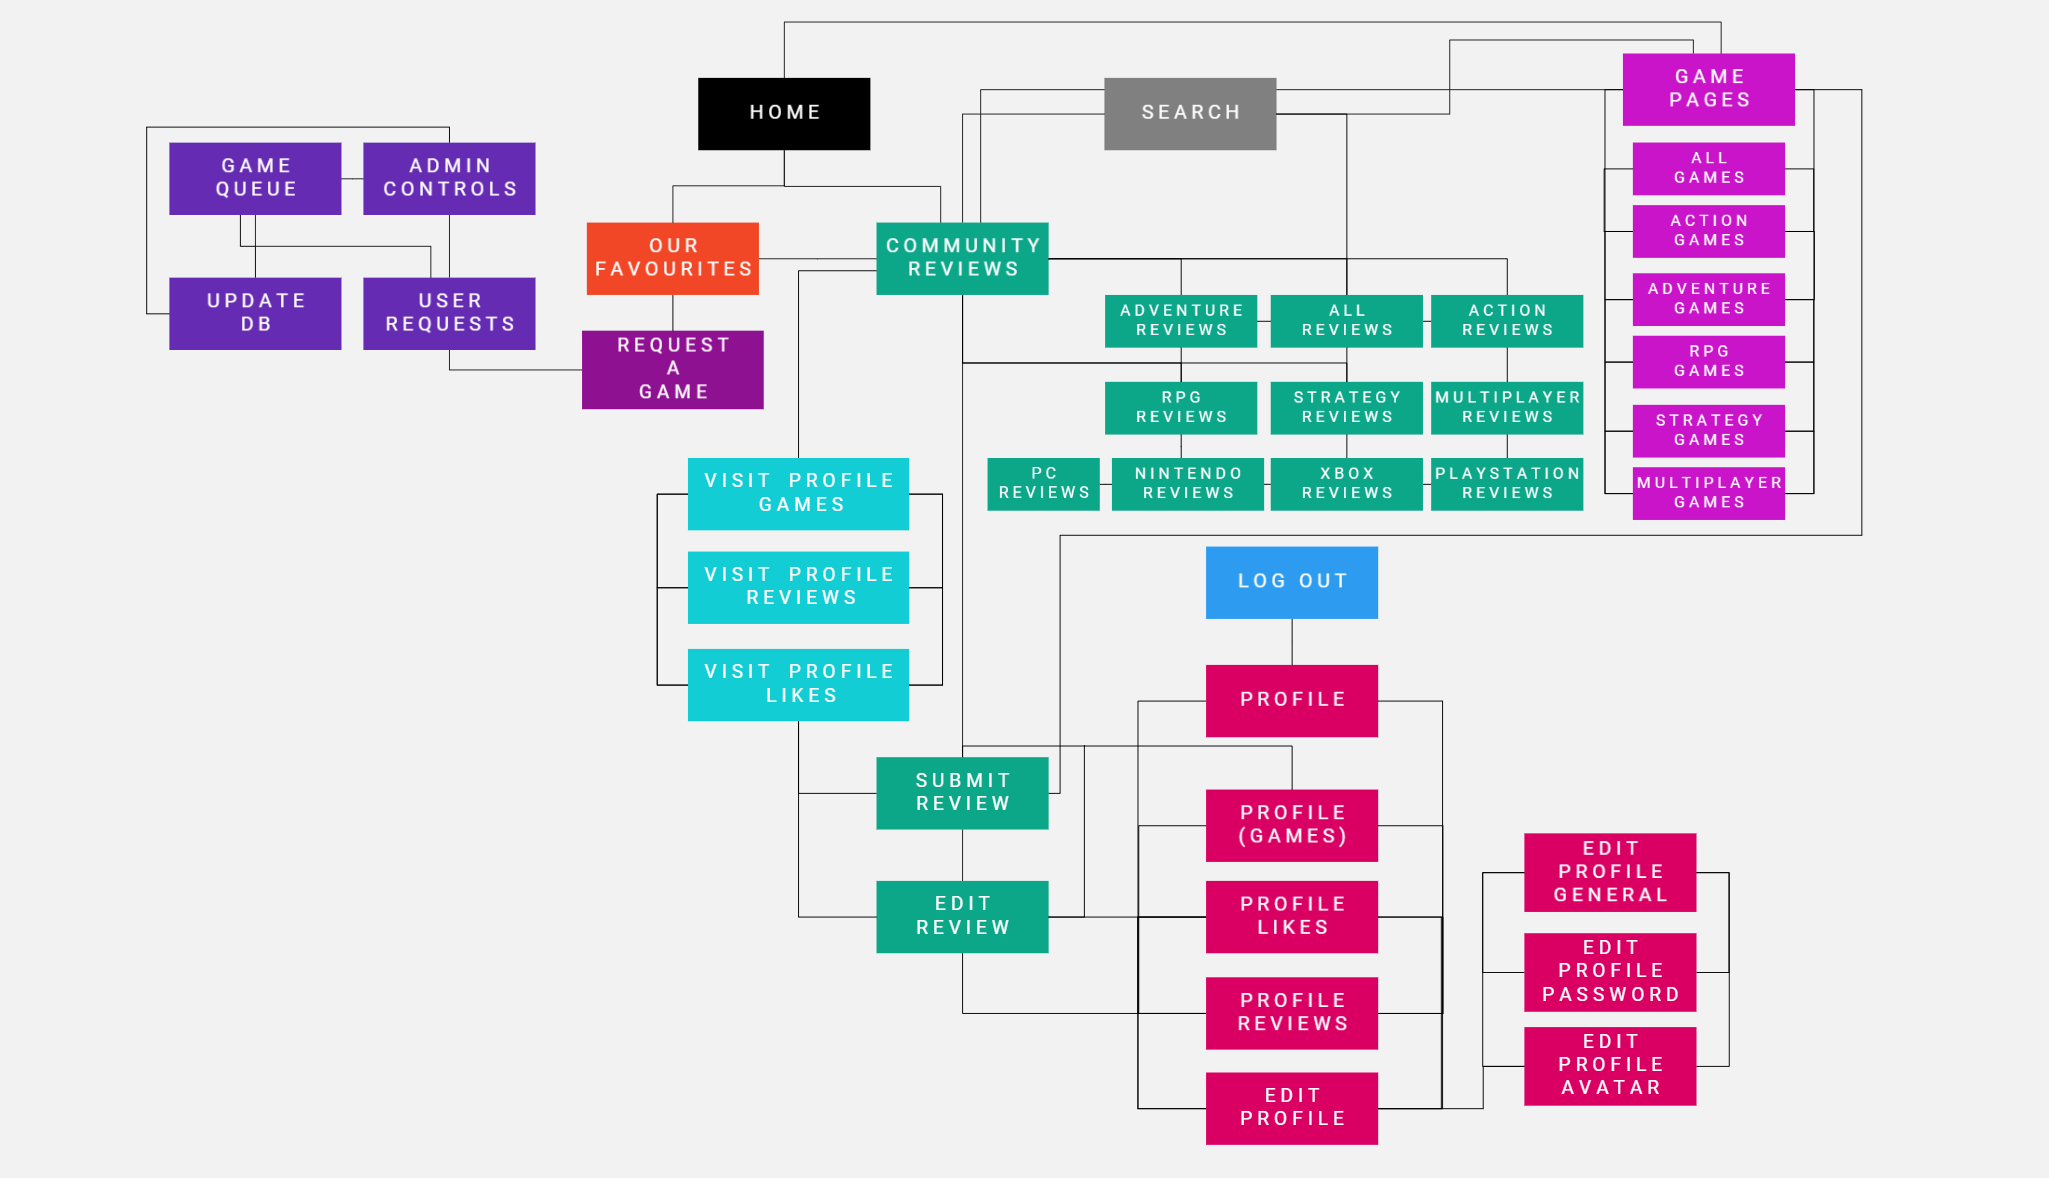 HOME
SEARCH
GAME
PAGES
GAME
QUEUE
ADMIN
CONTROLS
ALL
GAMES
ACTION
GAMES
OUR
FAVOURITES
COMMUNITY
REVIEWS
UPDATE
DB
USER
REQUESTS
ADVENTURE
REVIEWS
ALL
REVIEWS
ACTION
REVIEWS
ADVENTURE
GAMES
REQUEST
A
GAME
RPG
GAMES
RPG
REVIEWS
STRATEGY
REVIEWS
MULTIPLAYER
REVIEWS
STRATEGY
GAMES
PC
REVIEWS
NINTENDO
REVIEWS
XBOX
REVIEWS
PLAYSTATION
REVIEWS
MULTIPLAYER
GAMES
VISIT PROFILE
GAMES
VISIT PROFILE
REVIEWS
LOG OUT
VISIT PROFILE
LIKES
PROFILE
SUBMIT
REVIEW
PROFILE
(GAMES)
EDIT
PROFILE
GENERAL
EDIT
REVIEW
PROFILE
LIKES
EDIT
PROFILE
PASSWORD
PROFILE
REVIEWS
EDIT
PROFILE
AVATAR
EDIT
PROFILE